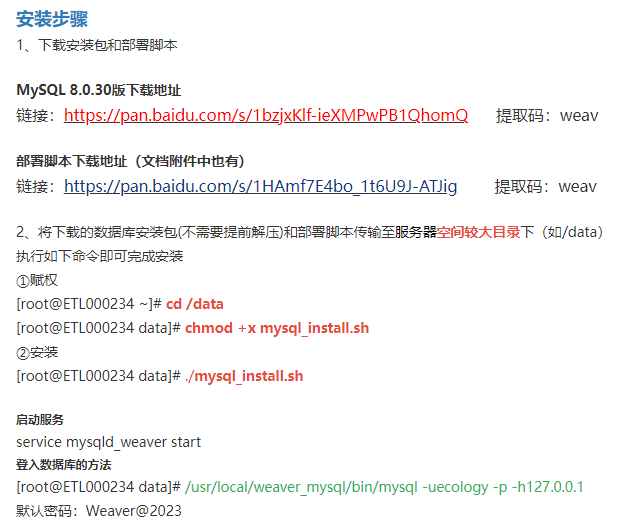 安装步骤
1、下载安装包和部署脚本
MySQL 8.0.30版下载地址
链接：https://pan.baidu.com/s/1bzjxKlf-ieXMPwPB1QhomQ 提取码：weav
部署脚本下载地址（文档附件中也有）
链接：https://pan.baidu.com/s/1HAmf7E4bo_1t6U9J-ATJig 提取码：weav
2、将下载的数据库安装包(不需要提前解压)和部署脚本传输至服务器空间较大目录下（如/data）
执行如下命令即可完成安装
①赋权
[root@ETL000234 ~]# cd /data
[root@ETL000234 data]# chmod +x mysql_install.sh
②安装
[root@ETL000234 data]# ./mysql_install.sh
启动服务
service mysqld_weaver start
登入数据库的方法
[root@ETL000234 data]# /usr/local/weaver_mysql/bin/mysql -uecology -p -h127.0.0.1
默认密码：Weaver@2023